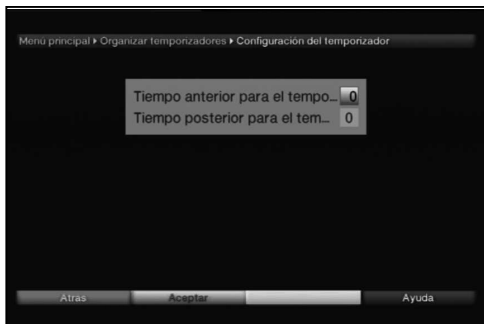 Menú principal ▸ Organizar temporizadores ▸ Configuración del temporizador
Tiempo anterior para el tempo... 0
Tiempo posterior para el tem... 0
Atras Aceptar Ayuda